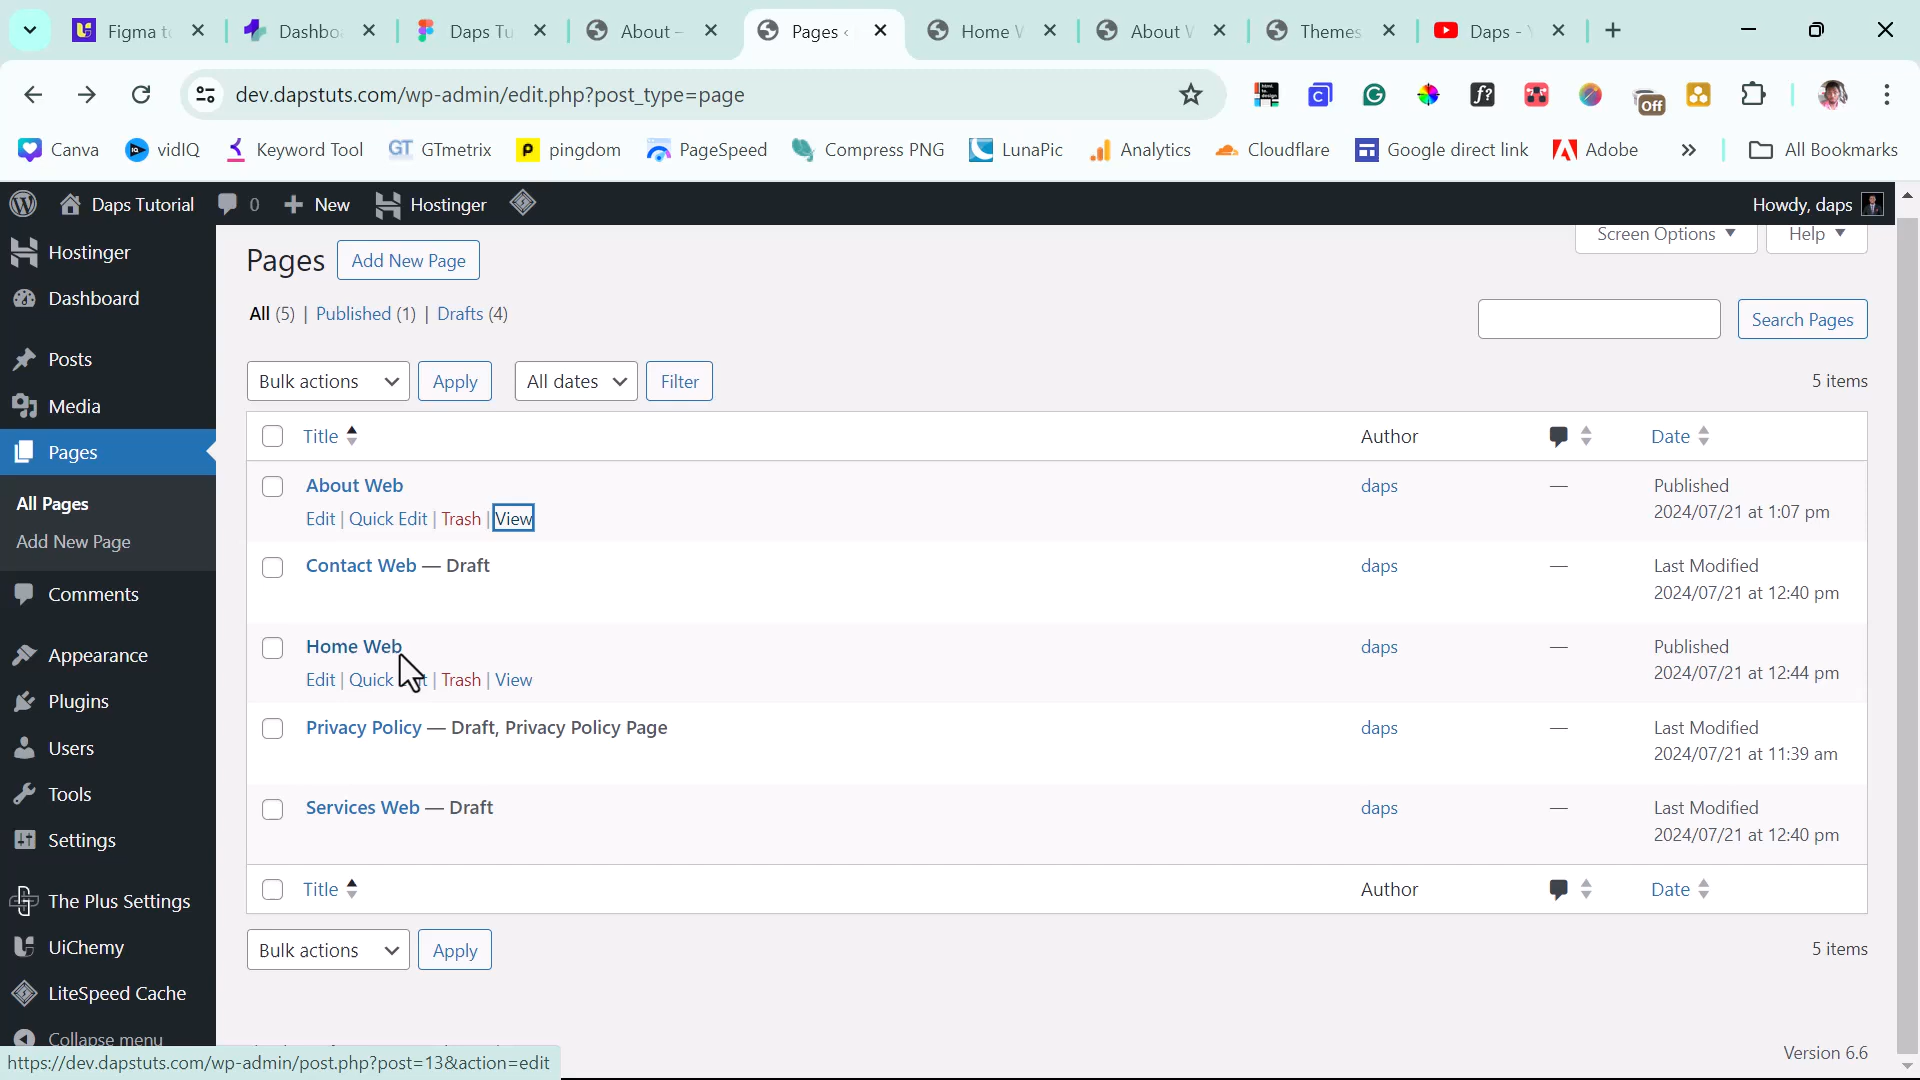 Figma to
Dashbo
Daps Tu
About –
Pages ‹
Home W
About W
Themes
Daps - Y
dev.dapstuts.com/wp-admin/edit.php?post_type=page
Off
Canva
vidIQ
Keyword Tool
GT GTmetrix
pingdom
PageSpeed
Compress PNG
LunaPic
Analytics
Cloudflare
Google direct link
Adobe
All Bookmarks
Daps Tutorial
0
New
Hostinger
Howdy, daps
Hostinger
Dashboard
Posts
Media
Pages
All Pages
Add New Page
Comments
Appearance
Plugins
Users
Tools
Settings
The Plus Settings
UiChemy
LiteSpeed Cache
Collapse menu
Screen Options
Help
Pages
Add New Page
All (5) | Published (1) | Drafts (4)
Search Pages
Bulk actions
Apply
All dates
Filter
5 items
Title
Author
Date
About Web
Edit | Quick Edit | Trash | View
daps
—
Published
2024/07/21 at 1:07 pm
Contact Web — Draft
daps
—
Last Modified
2024/07/21 at 12:40 pm
Home Web
Edit | Quick | Trash | View
daps
—
Published
2024/07/21 at 12:44 pm
Privacy Policy — Draft, Privacy Policy Page
daps
—
Last Modified
2024/07/21 at 11:39 am
Services Web — Draft
daps
—
Last Modified
2024/07/21 at 12:40 pm
Title
Author
Date
Bulk actions
Apply
5 items
Version 6.6
https://dev.dapstuts.com/wp-admin/post.php?post=13&action=edit